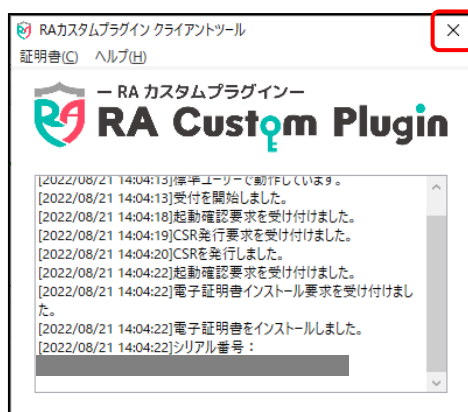 RAカスタムプラグイン クライアントツール
証明書(C) ヘルプ(H)
RA
ー RA カスタムプラグインー
RA Custom Plugin
[2022/08/21 14:04:13]標準ユーザーで動作しています。
[2022/08/21 14:04:13]受付を開始しました。
[2022/08/21 14:04:18]起動確認要求を受け付けました。
[2022/08/21 14:04:19]CSR発行要求を受け付けました。
[2022/08/21 14:04:20]CSRを発行しました。
[2022/08/21 14:04:22]起動確認要求を受け付けました。
[2022/08/21 14:04:22]電子証明書インストール要求を受け付けまし
た。
[2022/08/21 14:04:22]電子証明書をインストールしました。
[2022/08/21 14:04:22]シリアル番号：